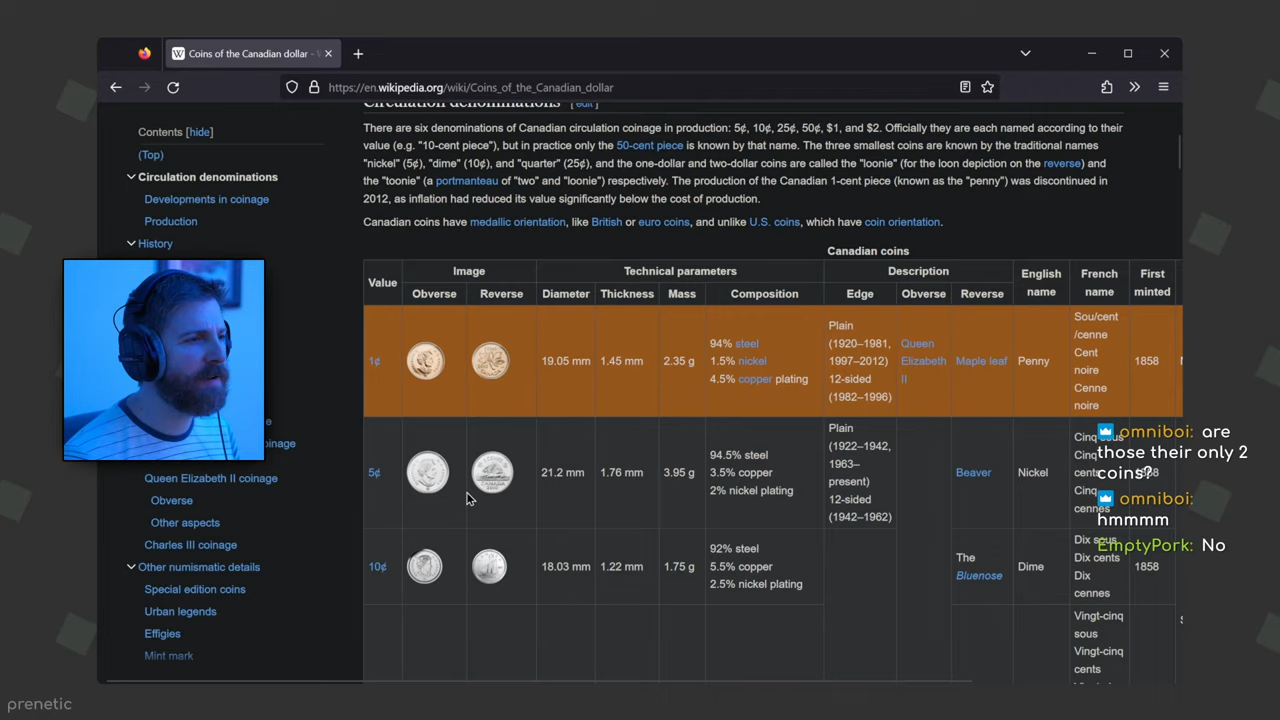 Coins of the Canadian dollar -
https://en.wikipedia.org/wiki/Coins_of_the_Canadian_dollar
Contents [hide]
(Top)
Circulation denominations
Developments in coinage
Production
History
Queen Elizabeth II coinage
Obverse
Other aspects
Charles III coinage
Other numismatic details
Special edition coins
Urban legends
Effigies
Mint mark
Circulation denominations [ edit ]
There are six denominations of Canadian circulation coinage in production: 5¢, 10¢, 25¢, 50¢, $1, and $2. Officially they are each named according to their
value (e.g. "10-cent piece"), but in practice only the 50-cent piece is known by that name. The three smallest coins are known by the traditional names
"nickel" (5¢), "dime" (10¢), and "quarter" (25¢), and the one-dollar and two-dollar coins are called the "loonie" (for the loon depiction on the reverse) and
the "toonie" (a portmanteau of "two" and "loonie") respectively. The production of the Canadian 1-cent piece (known as the "penny") was discontinued in
2012, as inflation had reduced its value significantly below the cost of production.
Canadian coins have medallic orientation, like British or euro coins, and unlike U.S. coins, which have coin orientation.
Canadian coins
Value
Image
Technical parameters
Description
English
name
French
name
First
minted
Obverse
Reverse
Diameter
Thickness
Mass
Composition
Edge
Obverse
Reverse
1¢
19.05 mm
1.45 mm
2.35 g
94% steel
1.5% nickel
4.5% copper plating
Plain
(1920–1981,
1997–2012)
12-sided
(1982–1996)
Queen
Elizabeth
II
Maple leaf
Penny
Sou/cent
/cenne
Cent
noire
Cenne
noire
1858
5¢
21.2 mm
1.76 mm
3.95 g
94.5% steel
3.5% copper
2% nickel plating
Plain
(1922–1942,
1963–
present)
12-sided
(1942–1962)
Beaver
Nickel
10¢
18.03 mm
1.22 mm
1.75 g
92% steel
5.5% copper
2.5% nickel plating
The
Bluenose
Dime
Dix sous
Dix cents
Dix
cennes
1858
Vingt-cinq
sous
Vingt-cinq
cents
omniboi: are
those their only 2
coins?
omniboi:
hmmmm
EmptyPork: No
prenetic